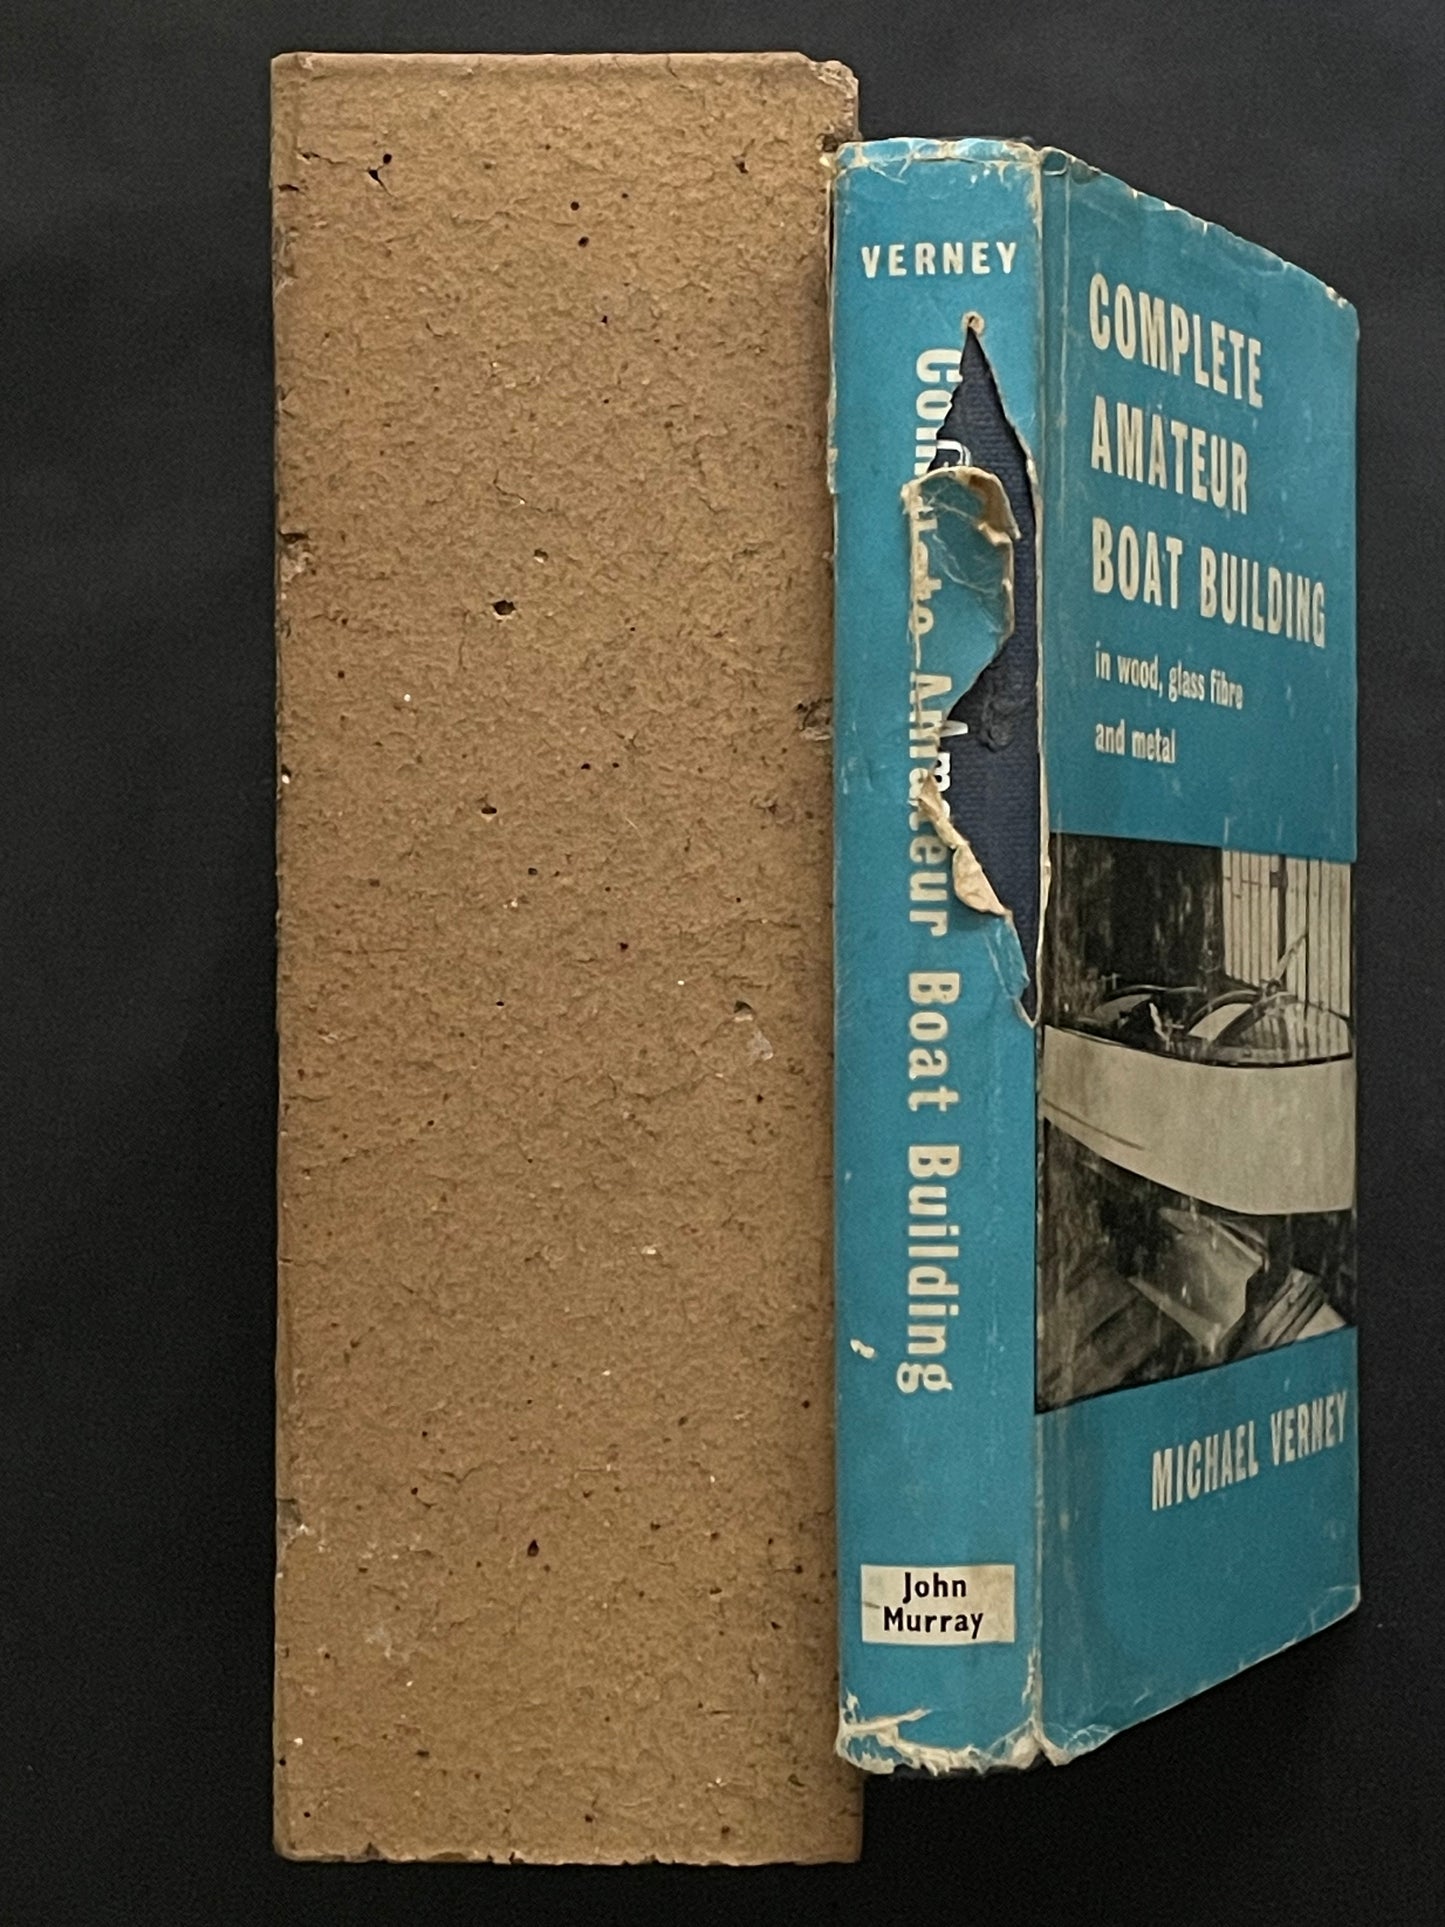 VERNEY
Complete Amateur Boat Building
John
Murray
COMPLETE
AMATEUR
BOAT BUILDING
in wood, glass fibre
and metal
MICHAEL VERNEY